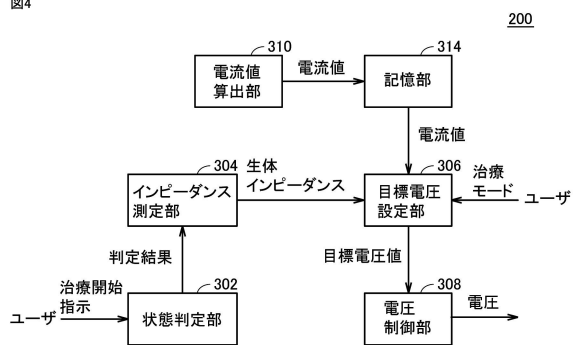 図4
200
310
電流値
算出部
電流値
314
記憶部
電流値
304
インピーダンス
測定部
生体
インピーダンス
306
目標電圧
設定部
治療
モード
ユーザ
判定結果
目標電圧値
治療開始
指示
ユーザ
302
状態判定部
308
電圧
制御部
電圧